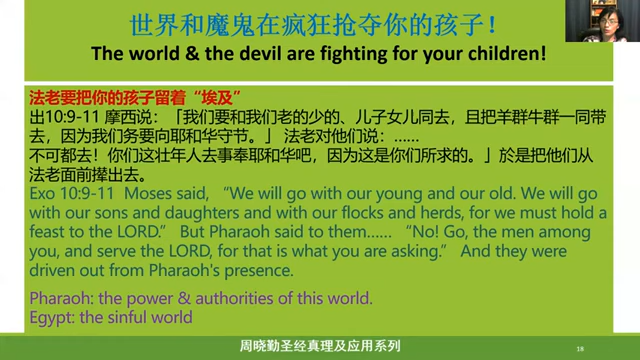 世界和魔鬼在疯狂抢夺你的孩子！
The world & the devil are fighting for your children!
法老要把你的孩子留着“埃及”
出10:9-11 摩西说：「我们要和我们老的少的、儿子女儿同去，且把羊群牛群一同带
去，因为我们务要向耶和华守节。」 法老对他们说：……
不可都去！你们这壮年人去事奉耶和华吧，因为这是你们所求的。」於是把他们从
法老面前撵出去。
Exo 10:9-11 Moses said, “We will go with our young and our old. We will go
with our sons and daughters and with our flocks and herds, for we must hold a
feast to the LORD.” But Pharaoh said to them…… “No! Go, the men among
you, and serve the LORD, for that is what you are asking.” And they were
driven out from Pharaoh's presence.
Pharaoh: the power & authorities of this world.
Egypt: the sinful world
周晓勤圣经真理及应用系列
18